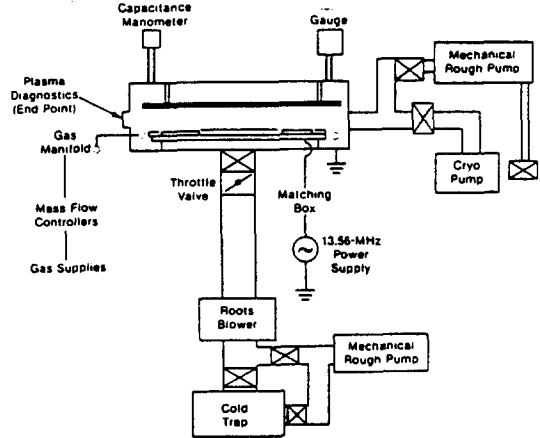 Capacitance
Manometer
Gauge
Mechanical
Rough Pump
Plasma
Diagnostics
(End Point)
Gas
Manifold
Cryo
Pump
Throttle
Valve
Matching
Box
Mass Flow
Controllers
13.56-MHz
Power
Supply
Gas Supplies
Roots
Blower
Mechanical
Rough Pump
Cold
Trap